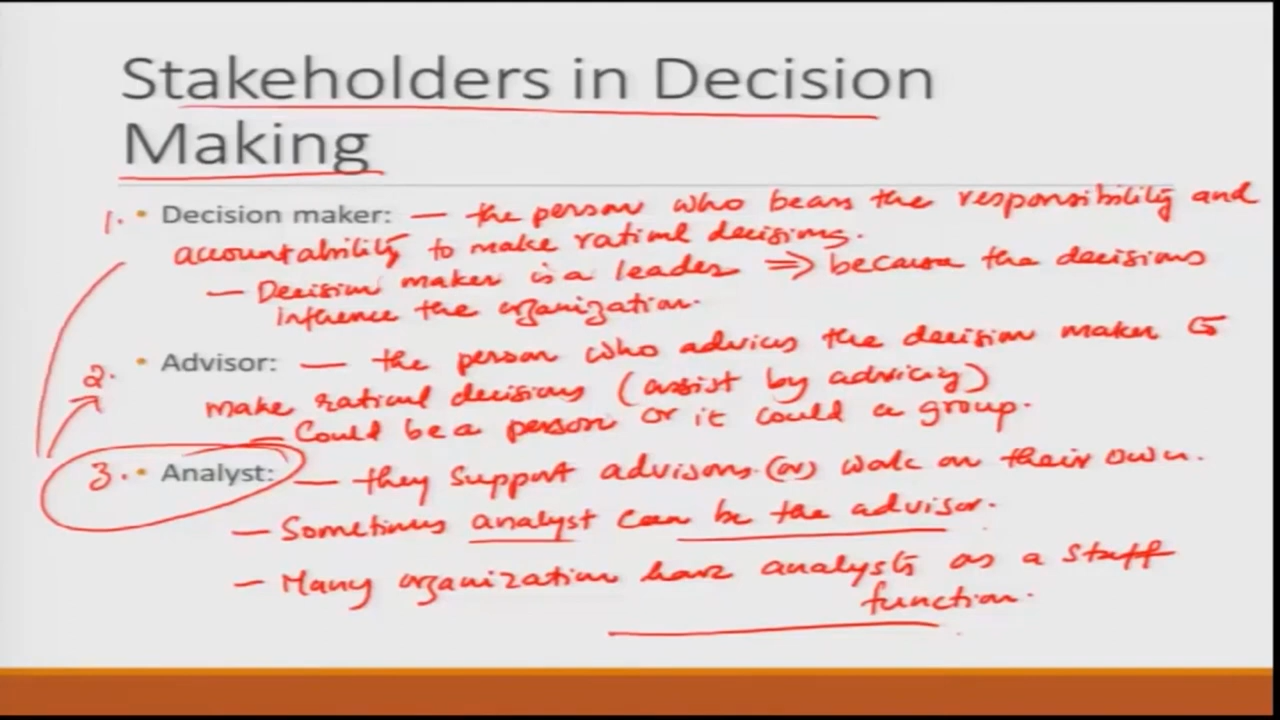 Stakeholders in Decision
Making
1. • Decision maker: — the person who bears the responsibility and
accountability to make rational decisions.
— Decision maker is a leader ⇒ because the decisions
influence the organization.
2. • Advisor: — the person who advices the decision maker to
make rational decisions (assist by advicing)
— Could be a person or it could a group.
3. • Analyst: — they support advisors (or) work on their own.
— Sometimes analyst can be the advisor.
— Many organization have analysts as a staff
function.